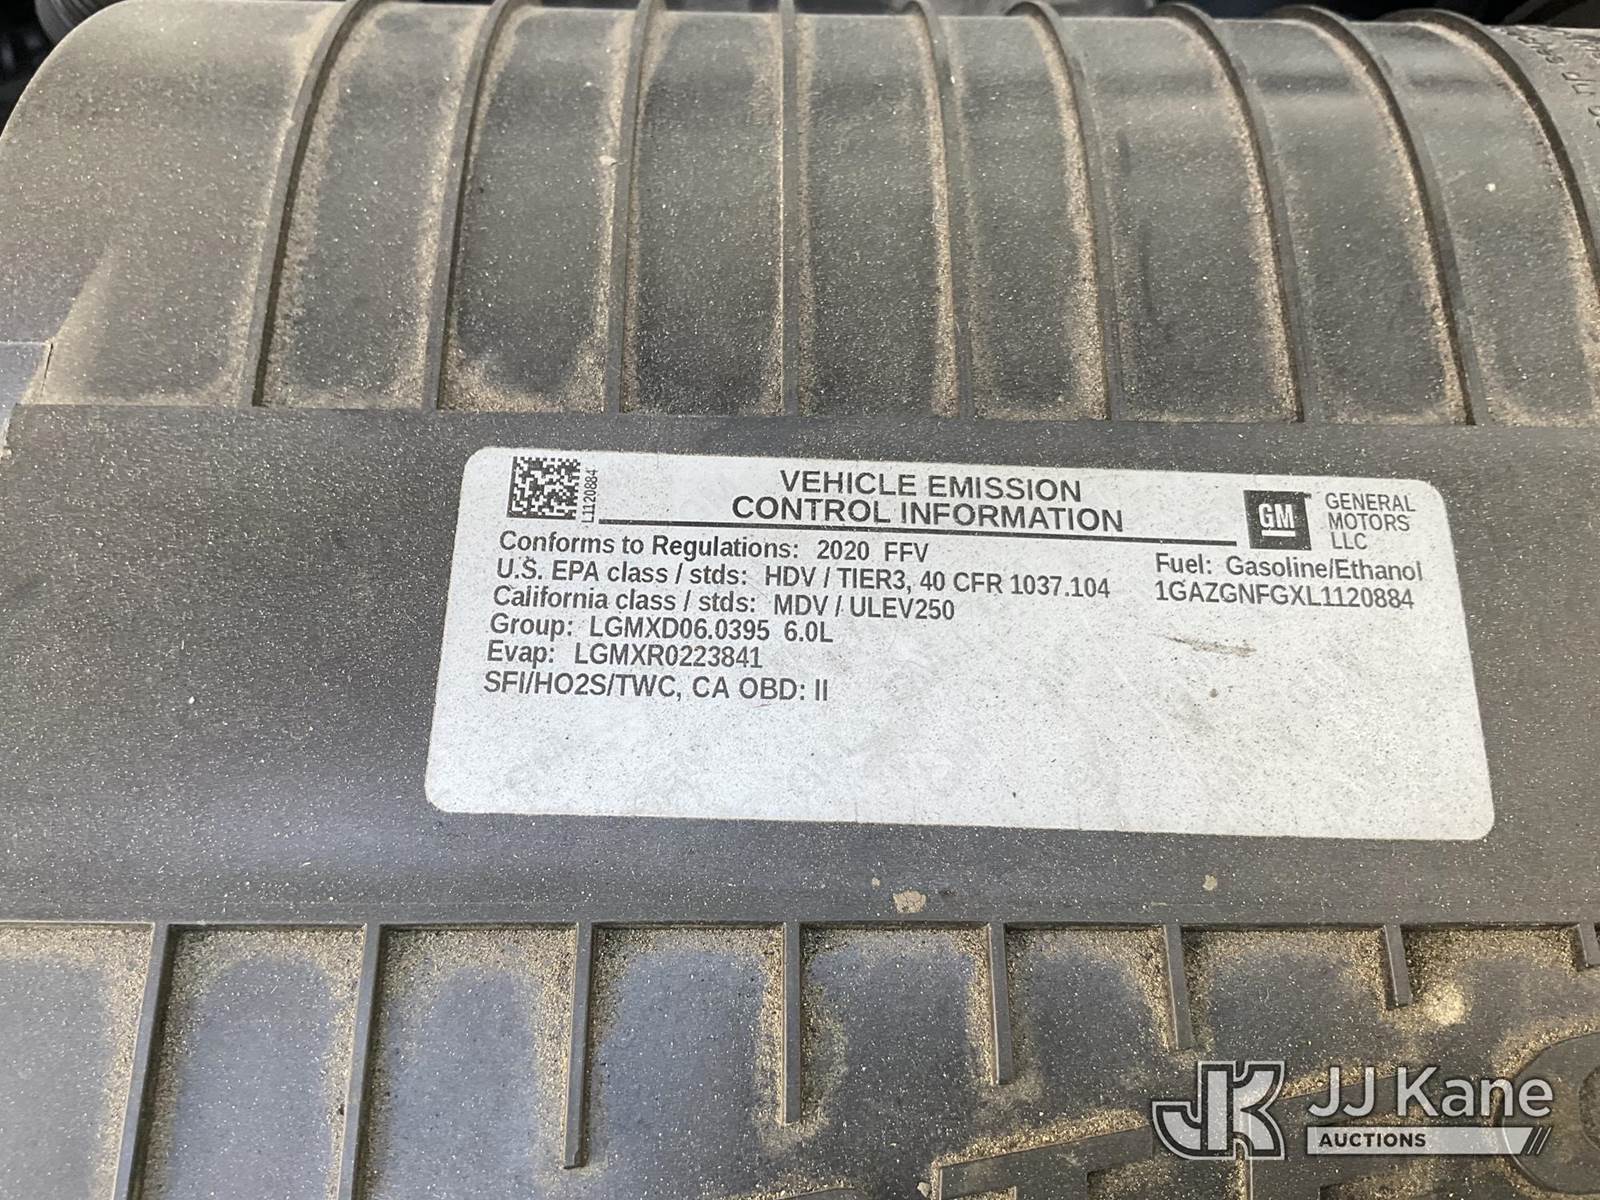 L1120884
VEHICLE EMISSION
CONTROL INFORMATION
GM
GENERAL
MOTORS
LLC
Conforms to Regulations: 2020 FFV
U.S. EPA class / stds: HDV / TIER3, 40 CFR 1037.104
California class / stds: MDV / ULEV250
Group: LGMXD06.0395 6.0L
Evap: LGMXR0223841
SFI/HO2S/TWC, CA OBD: II
Fuel: Gasoline/Ethanol
1GAZGNFGXL1120884
JK JJ Kane
AUCTIONS